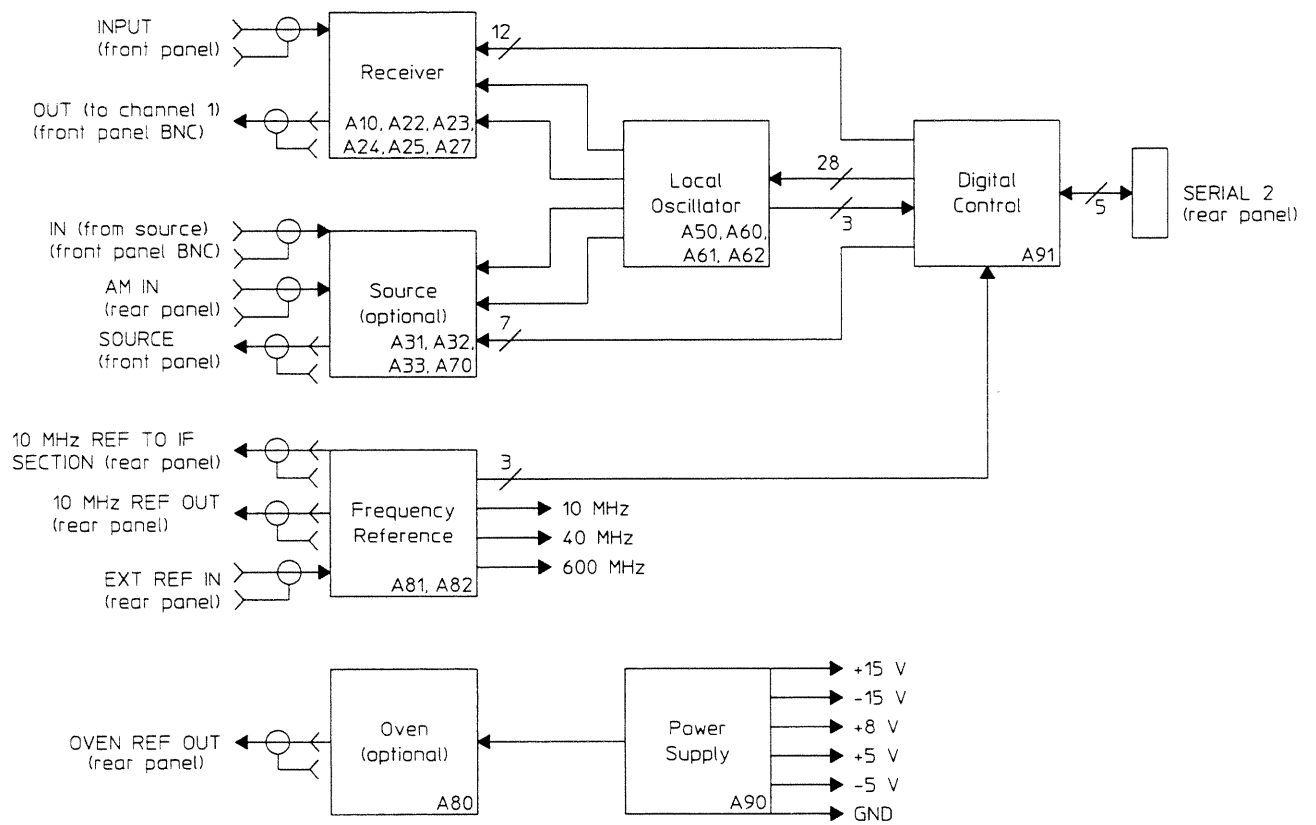 INPUT
(front panel)
12
Receiver
OUT (to channel 1)
(front panel BNC)
A10, A22, A23,
A24, A25, A27
28
Local
Oscillator
A50, A60,
A61, A62
3
Digital
Control
A91
5
SERIAL 2
(rear panel)
IN (from source)
(front panel BNC)
AM IN
(rear panel)
SOURCE
(front panel)
Source
(optional)
A31, A32,
A33, A70
7
10 MHz REF TO IF
SECTION (rear panel)
10 MHz REF OUT
(rear panel)
EXT REF IN
(rear panel)
Frequency
Reference
A81, A82
3
10 MHz
40 MHz
600 MHz
OVEN REF OUT
(rear panel)
Oven
(optional)
A80
Power
Supply
A90
+15 V
-15 V
+8 V
+5 V
-5 V
GND